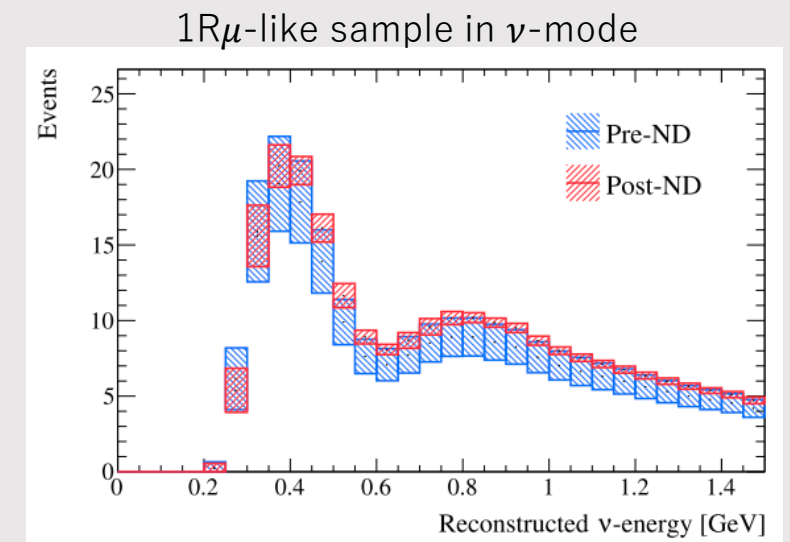 1Rμ-like sample in ν-mode
Events
25
20
15
10
5
0
Pre-ND
Post-ND
0 0.2 0.4 0.6 0.8 1 1.2 1.4
Reconstructed ν-energy [GeV]